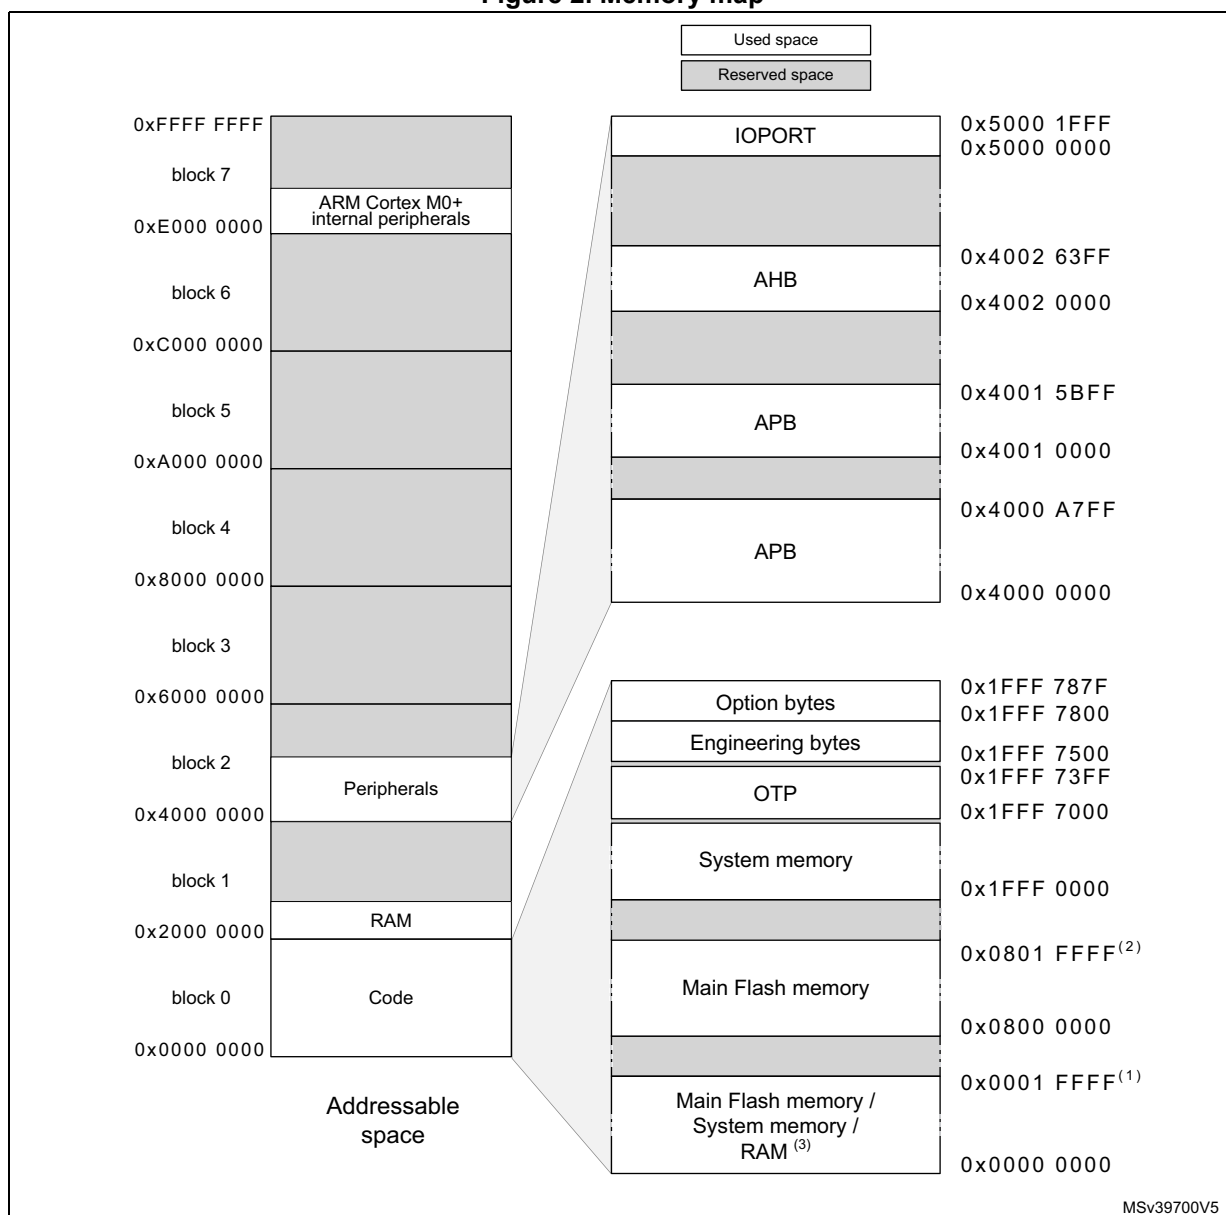 Figure 2. Memory map
Used space
Reserved space
0xFFFF FFFF
block 7
ARM Cortex M0+
internal peripherals
0xE000 0000
block 6
0xC000 0000
block 5
0xA000 0000
block 4
0x8000 0000
block 3
0x6000 0000
block 2
Peripherals
0x4000 0000
block 1
RAM
0x2000 0000
block 0
Code
0x0000 0000
Addressable
space
IOPORT
0x5000 1FFF
0x5000 0000
AHB
0x4002 63FF
0x4002 0000
APB
0x4001 5BFF
0x4001 0000
APB
0x4000 A7FF
0x4000 0000
Option bytes
0x1FFF 787F
0x1FFF 7800
Engineering bytes
0x1FFF 7500
OTP
0x1FFF 73FF
0x1FFF 7000
System memory
0x1FFF 0000
Main Flash memory
0x0801 FFFF(2)
0x0800 0000
Main Flash memory /
System memory /
RAM (3)
0x0001 FFFF(1)
0x0000 0000
MSv39700V5